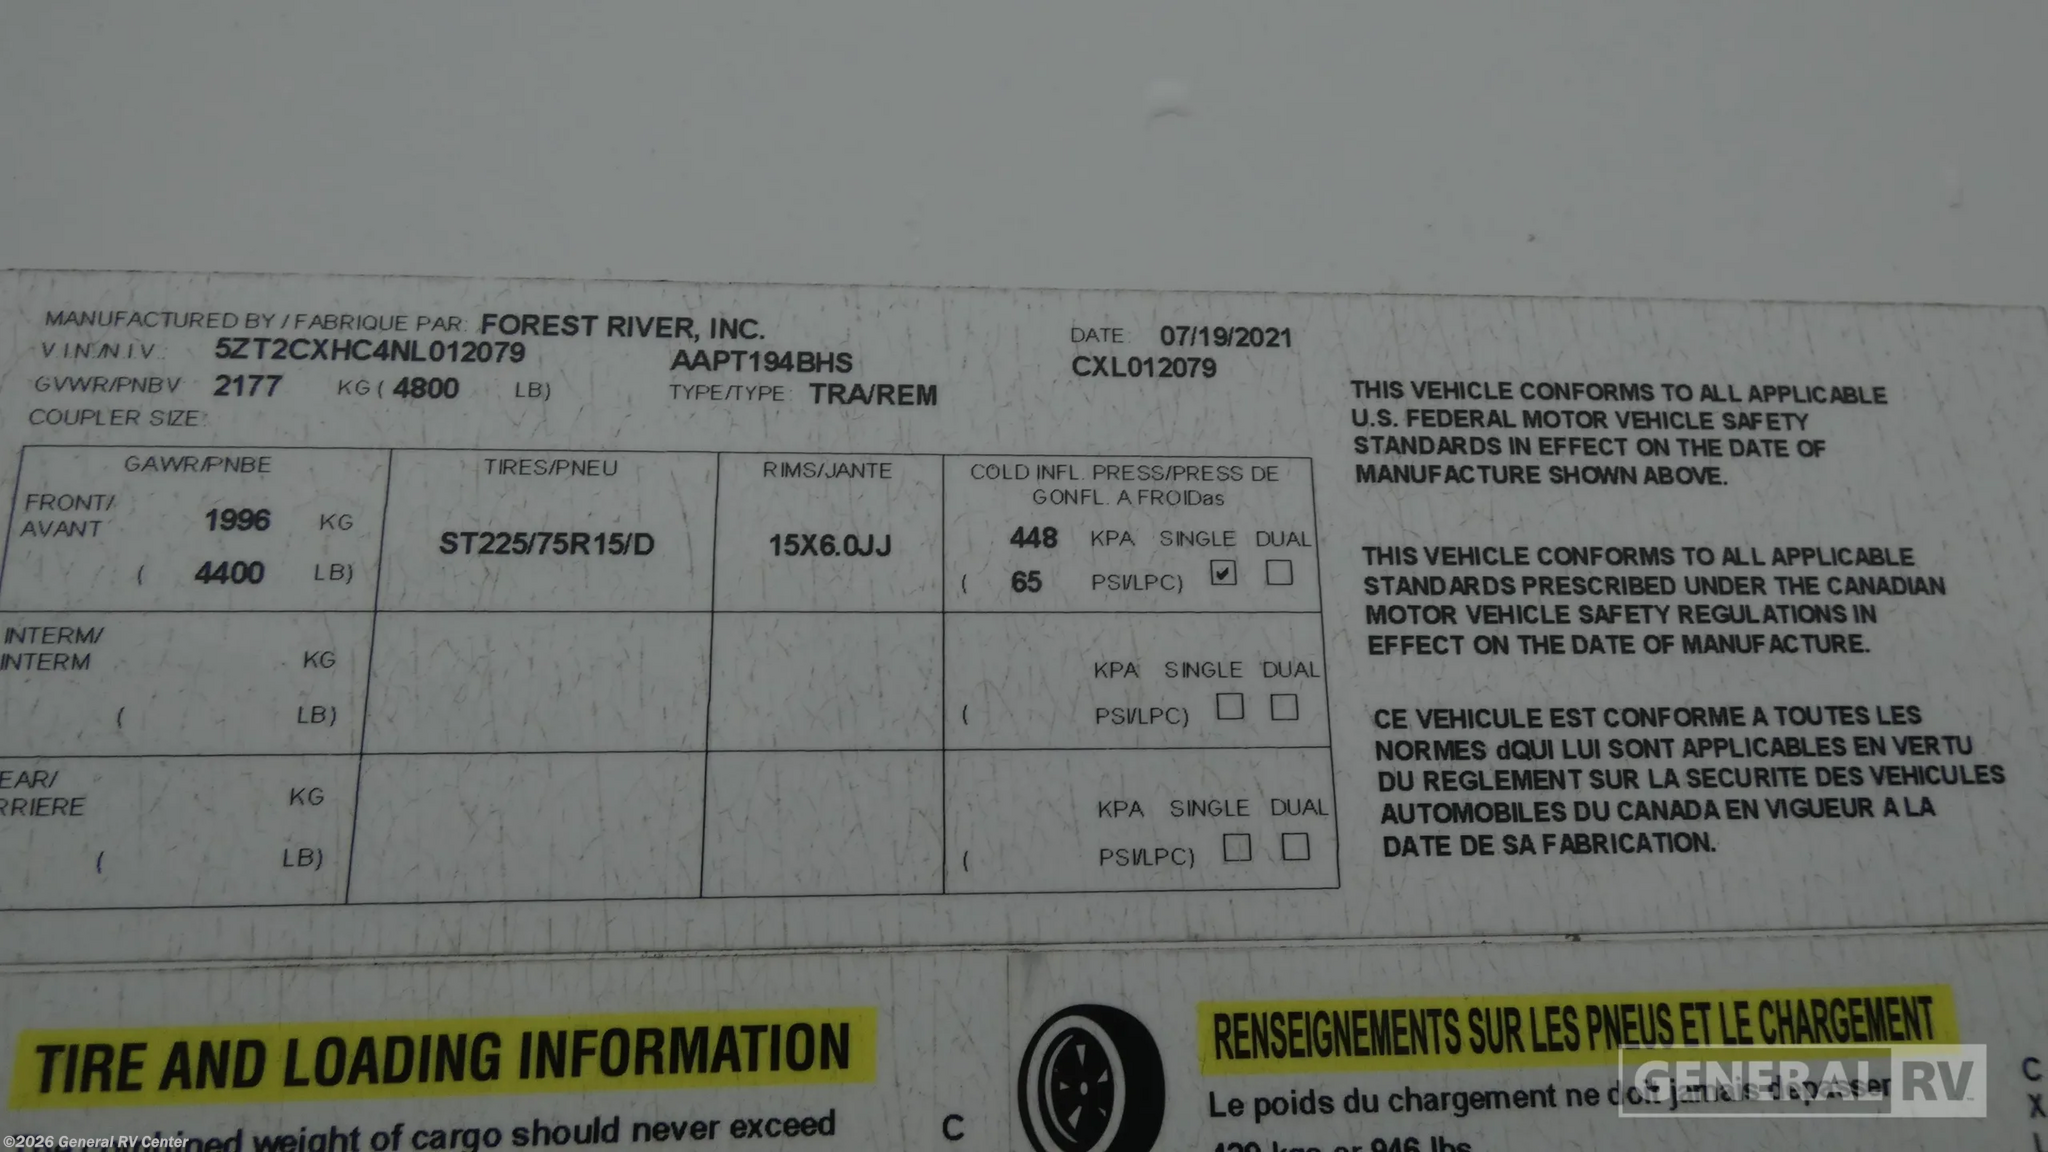 MANUFACTURED BY / FABRIQUE PAR: FOREST RIVER, INC.
DATE: 07/19/2021
V.I.N./N.I.V.: 5ZT2CXHC4NL012079
AAPT194BHS
CXL012079
GVWR/PNBV 2177 KG ( 4800 LB)
TYPE/TYPE: TRA/REM
COUPLER SIZE:
GAWR/PNBE
TIRES/PNEU
RIMS/JANTE
COLD INFL. PRESS/PRESS DE
GONFL. A FROIDas
FRONT/
AVANT
1996 KG
( 4400 LB)
ST225/75R15/D
15X6.0JJ
448 KPA SINGLE DUAL
( 65 PSI/LPC) ✔
INTERM/
INTERM
KG
( LB)
KPA SINGLE DUAL
( PSI/LPC)
EAR/
RRIERE
KG
( LB)
KPA SINGLE DUAL
( PSI/LPC)
THIS VEHICLE CONFORMS TO ALL APPLICABLE
U.S. FEDERAL MOTOR VEHICLE SAFETY
STANDARDS IN EFFECT ON THE DATE OF
MANUFACTURE SHOWN ABOVE.
THIS VEHICLE CONFORMS TO ALL APPLICABLE
STANDARDS PRESCRIBED UNDER THE CANADIAN
MOTOR VEHICLE SAFETY REGULATIONS IN
EFFECT ON THE DATE OF MANUFACTURE.
CE VEHICULE EST CONFORME A TOUTES LES
NORMES dQUI LUI SONT APPLICABLES EN VERTU
DU REGLEMENT SUR LA SECURITE DES VEHICULES
AUTOMOBILES DU CANADA EN VIGUEUR A LA
DATE DE SA FABRICATION.
TIRE AND LOADING INFORMATION
weight of cargo should never exceed
C
RENSEIGNEMENTS SUR LES PNEUS ET LE CHARGEMENT
Le poids du chargement ne doit jamais depasser
429 kgs or 946 lbs
C
X
GENERAL RV
©2026 General RV Center